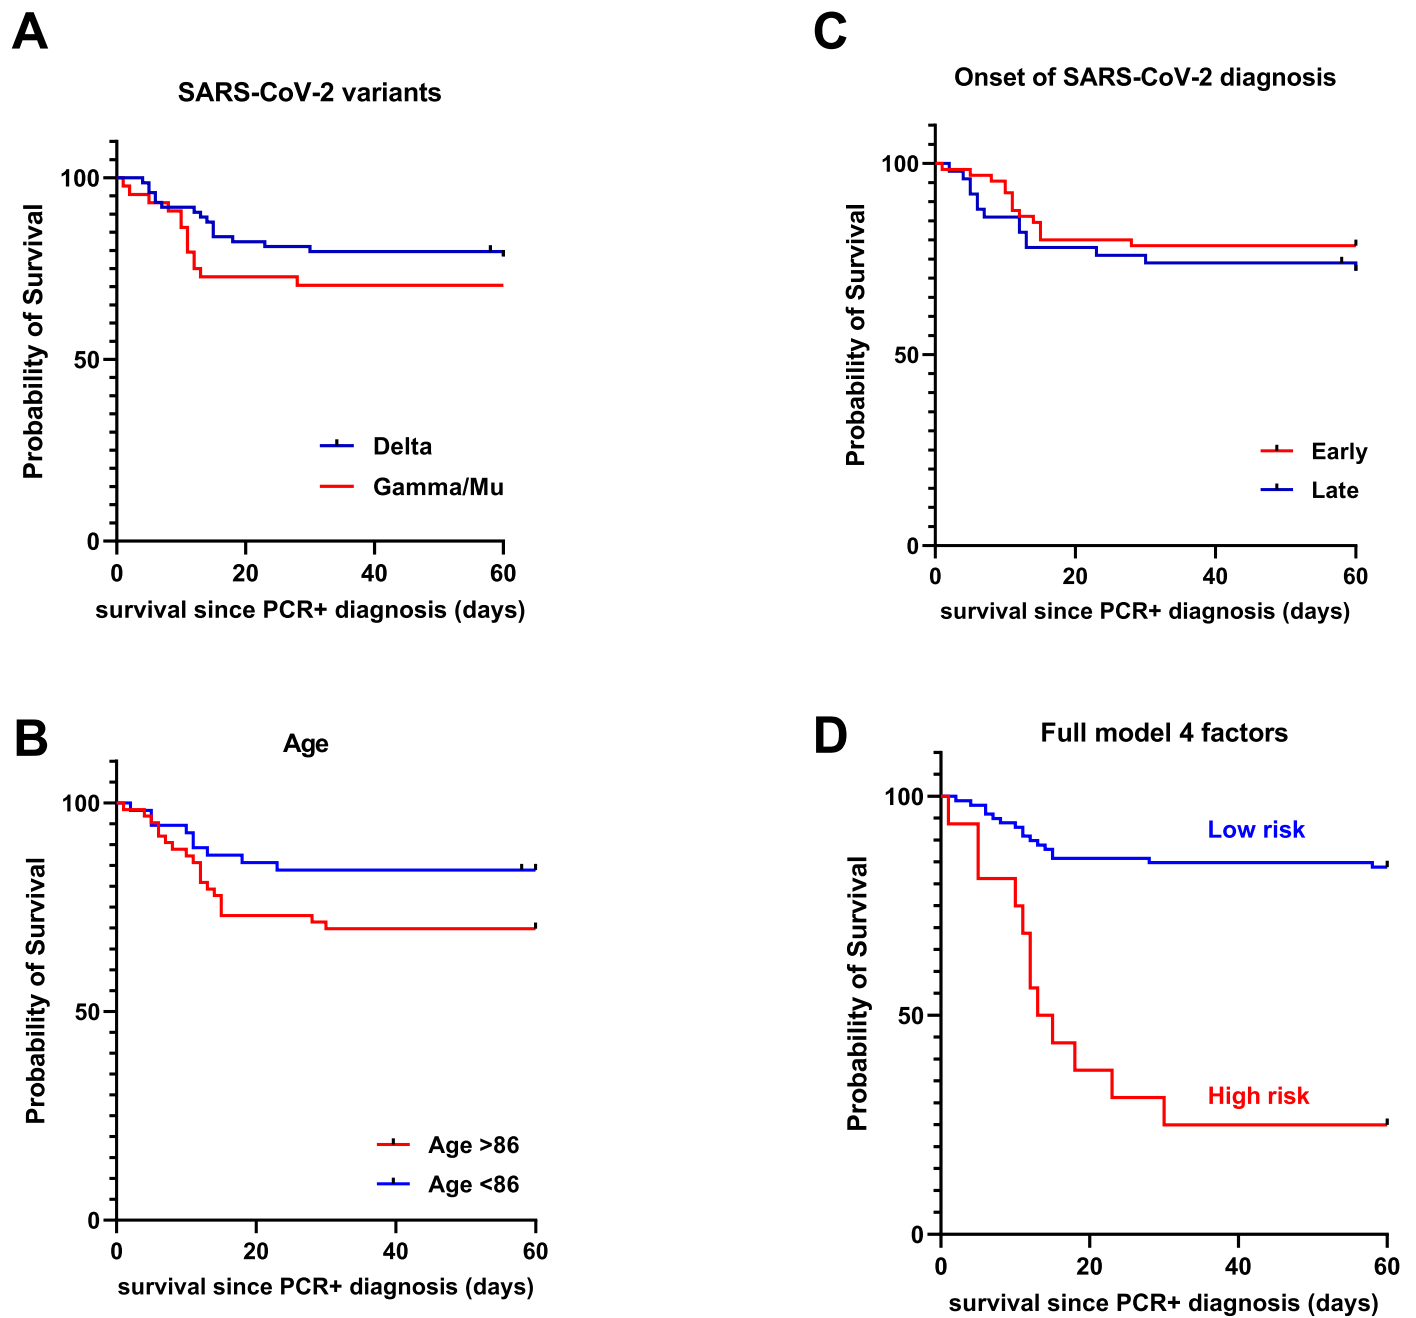 A
SARS-CoV-2 variants
Probability of Survival
100
50
0
0 20 40 60
Delta
Gamma/Mu
survival since PCR+ diagnosis (days)
C
Onset of SARS-CoV-2 diagnosis
Probability of Survival
100
50
0
0 20 40 60
Early
Late
survival since PCR+ diagnosis (days)
B
Age
Probability of Survival
100
50
0
0 20 40 60
Age >86
Age <86
survival since PCR+ diagnosis (days)
D
Full model 4 factors
Probability of Survival
100
50
0
0 20 40 60
Low risk
High risk
survival since PCR+ diagnosis (days)